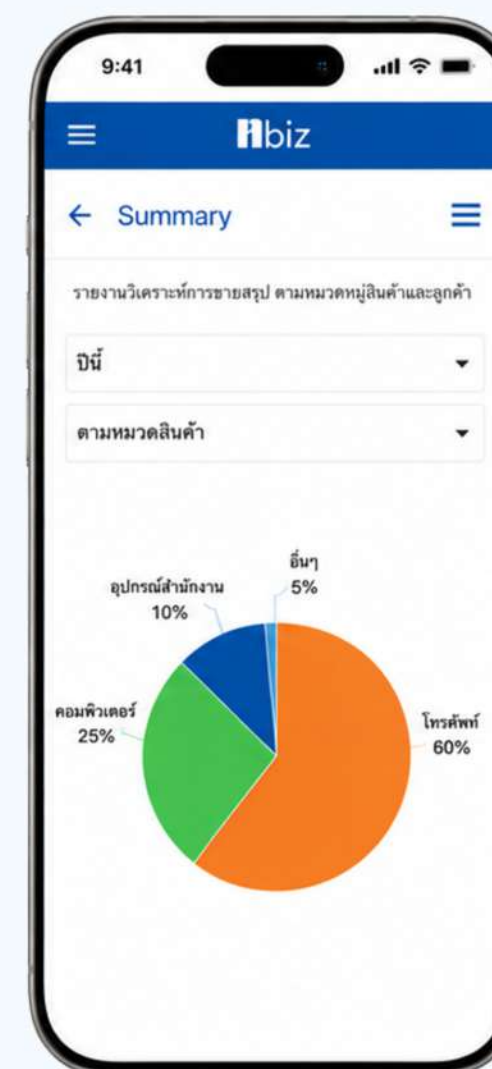 9:41
biz
Summary
รายงานวิเคราะห์การขายสรุป ตามหมวดหมู่สินค้าและลูกค้า
ปีนี้
ตามหมวดสินค้า
อื่นๆ
5%
อุปกรณ์สำนักงาน
10%
คอมพิวเตอร์
25%
โทรศัพท์
60%